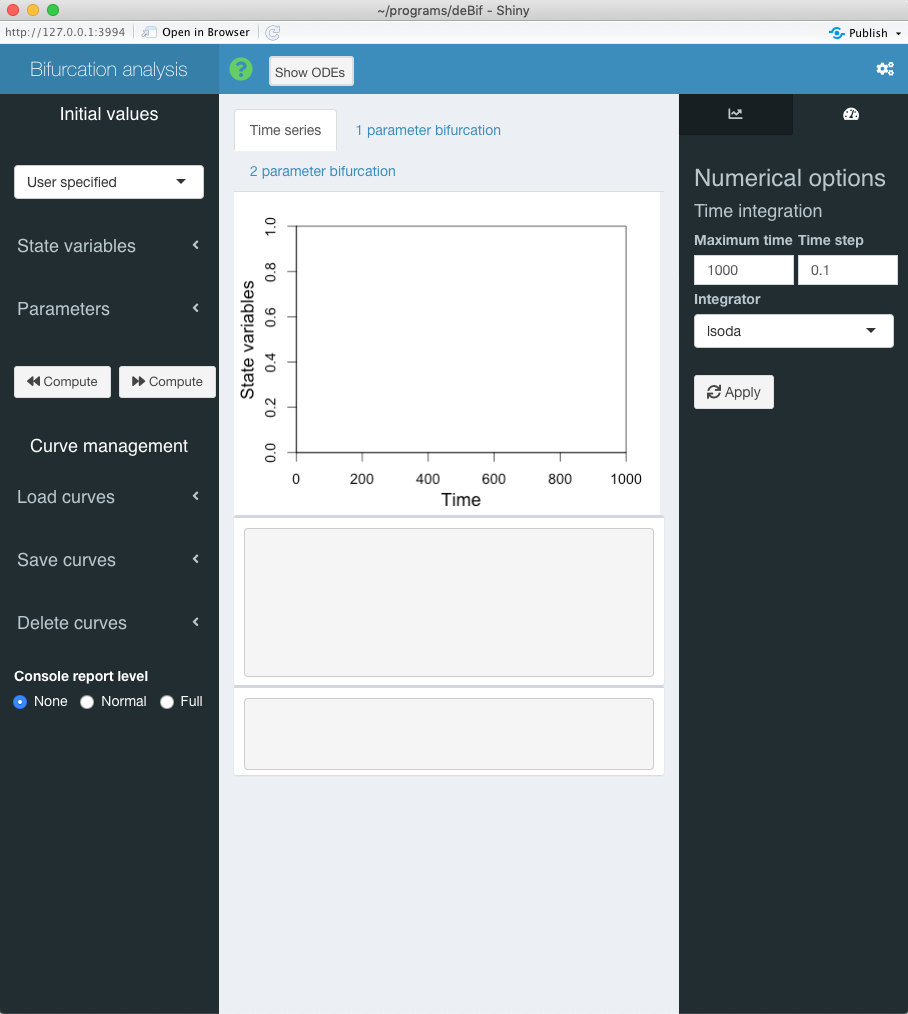 ~/programs/deBif - Shiny
http://127.0.0.1:3994 Open in Browser Publish
Bifurcation analysis
? Show ODEs
Initial values
User specified
State variables
Parameters
Compute Compute
Curve management
Load curves
Save curves
Delete curves
Console report level
None Normal Full
Time series 1 parameter bifurcation
2 parameter bifurcation
State variables
1.0
0.8
0.6
0.4
0.2
0.0
0 200 400 600 800 1000
Time
Numerical options
Time integration
Maximum time Time step
1000 0.1
Integrator
lsoda
Apply